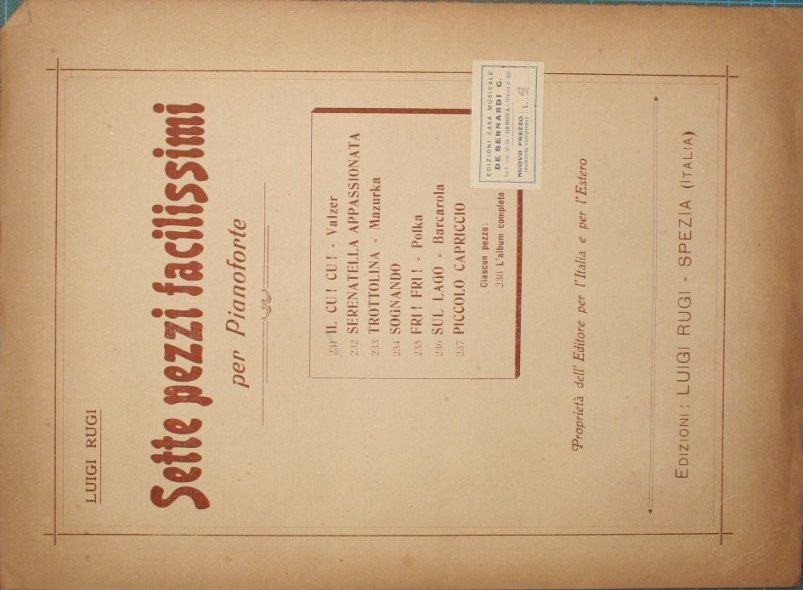 LUIGI RUGI
Sette pezzi facilissimi
per Pianoforte
231 IL CU! CU! - Valzer
232 SERENATELLA APPASSIONATA
233 TROTTOLINA - Mazurka
234 SOGNANDO
235 FRI! FRI! - Polka
236 SUL LAGO - Barcarola
237 PICCOLO CAPRICCIO
Ciascun pezzo:
238 L'album completo
EDIZIONI CASA MUSICALE
DE BERNARDI G.
GENOVA
NUOVO PREZZO L.
Proprietà dell'Editore per l'Italia e per l'Estero
EDIZIONI: LUIGI RUGI - SPEZIA (ITALIA)